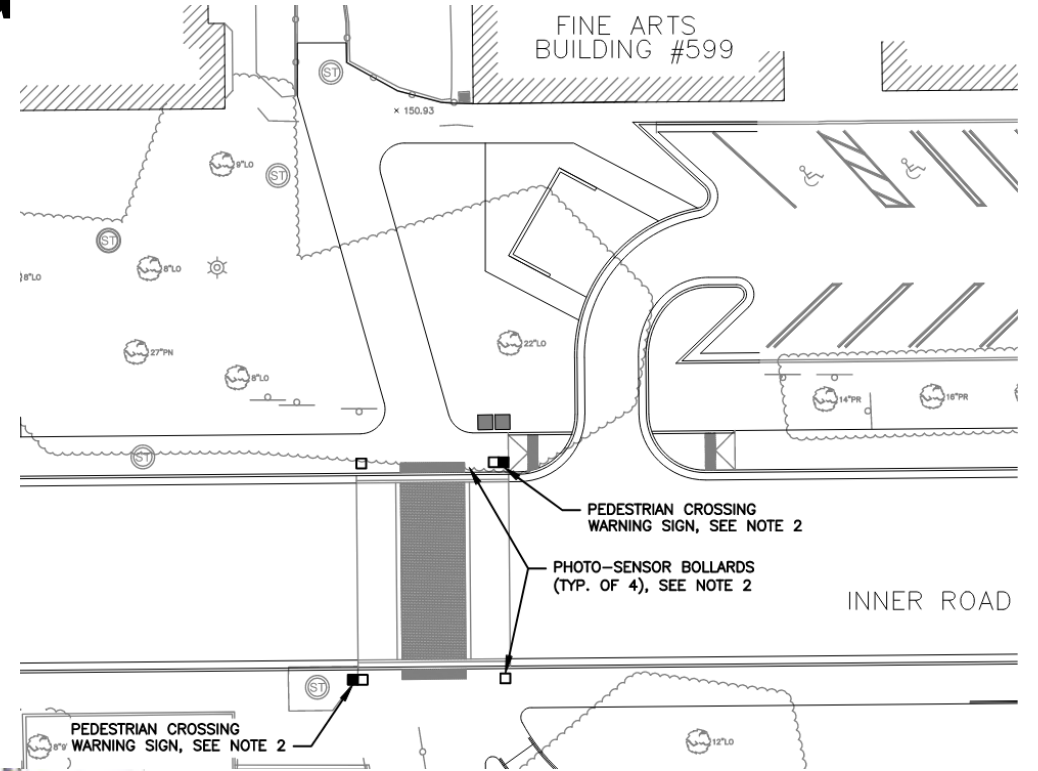 FINE ARTS
BUILDING #599
ST
× 150.93
9"LO
ST
ST
8"LO
8"LO
22"LO
27"PN
8"LO
14"PR
16"PR
ST
PEDESTRIAN CROSSING
WARNING SIGN, SEE NOTE 2
PHOTO-SENSOR BOLLARDS
(TYP. OF 4), SEE NOTE 2
INNER ROAD
ST
PEDESTRIAN CROSSING
WARNING SIGN, SEE NOTE 2
12"LO